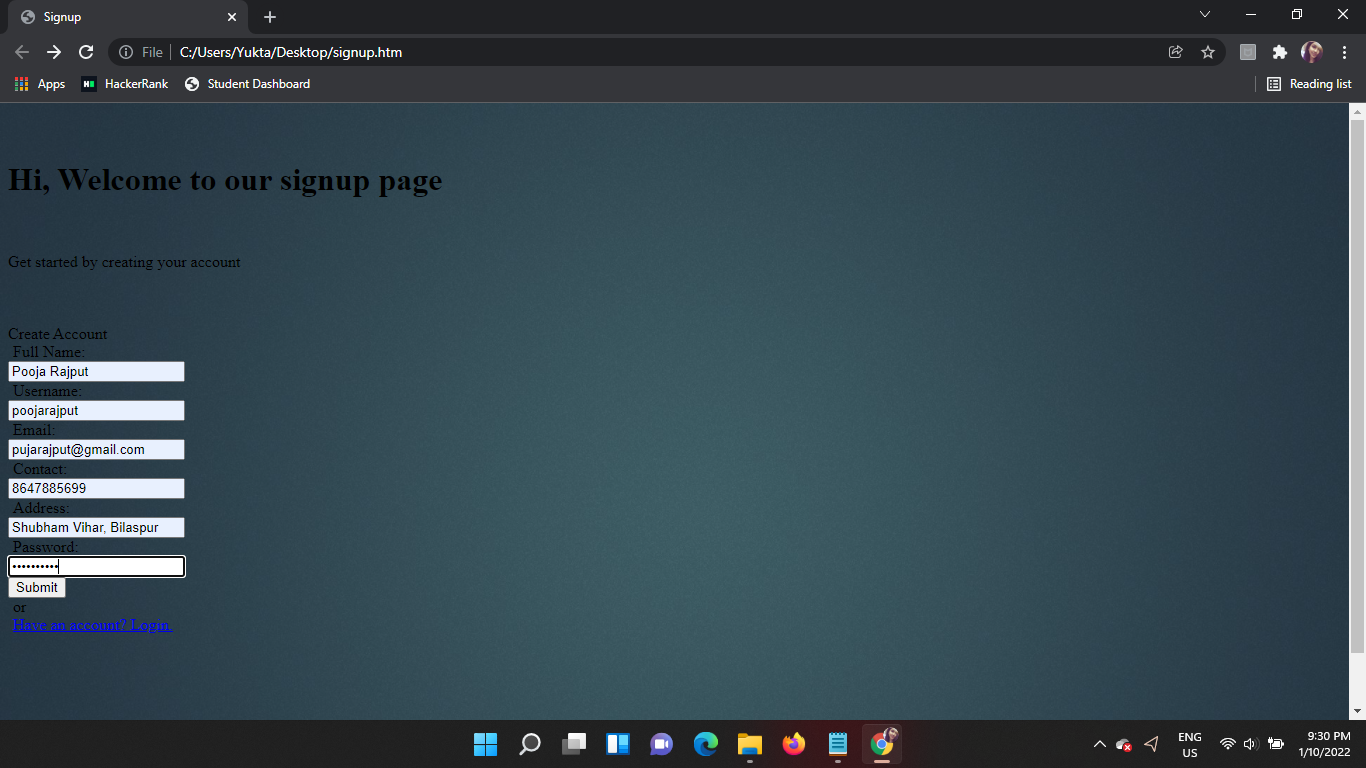 Signup
File C:/Users/Yukta/Desktop/signup.htm
Apps HackerRank Student Dashboard Reading list
Hi, Welcome to our signup page
Get started by creating your account
Create Account
Full Name:
Pooja Rajput
Username:
poojarajput
Email:
pujarajput@gmail.com
Contact:
8647885699
Address:
Shubham Vihar, Bilaspur
Password:
••••••••••
Submit
or
Have an account? Login
ENG 9:30 PM
US 1/10/2022